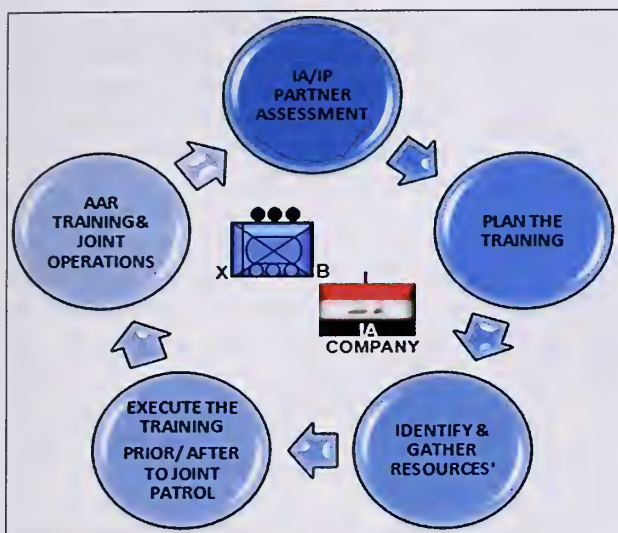 IA/IP
PARTNER
ASSESSMENT
PLAN THE
TRAINING
IDENTIFY &
GATHER
RESOURCES'
EXECUTE THE
TRAINING
PRIOR/ AFTER
TO JOINT
PATROL
AAR
TRAINING &
JOINT
OPERATIONS
X B
I
IA
COMPANY